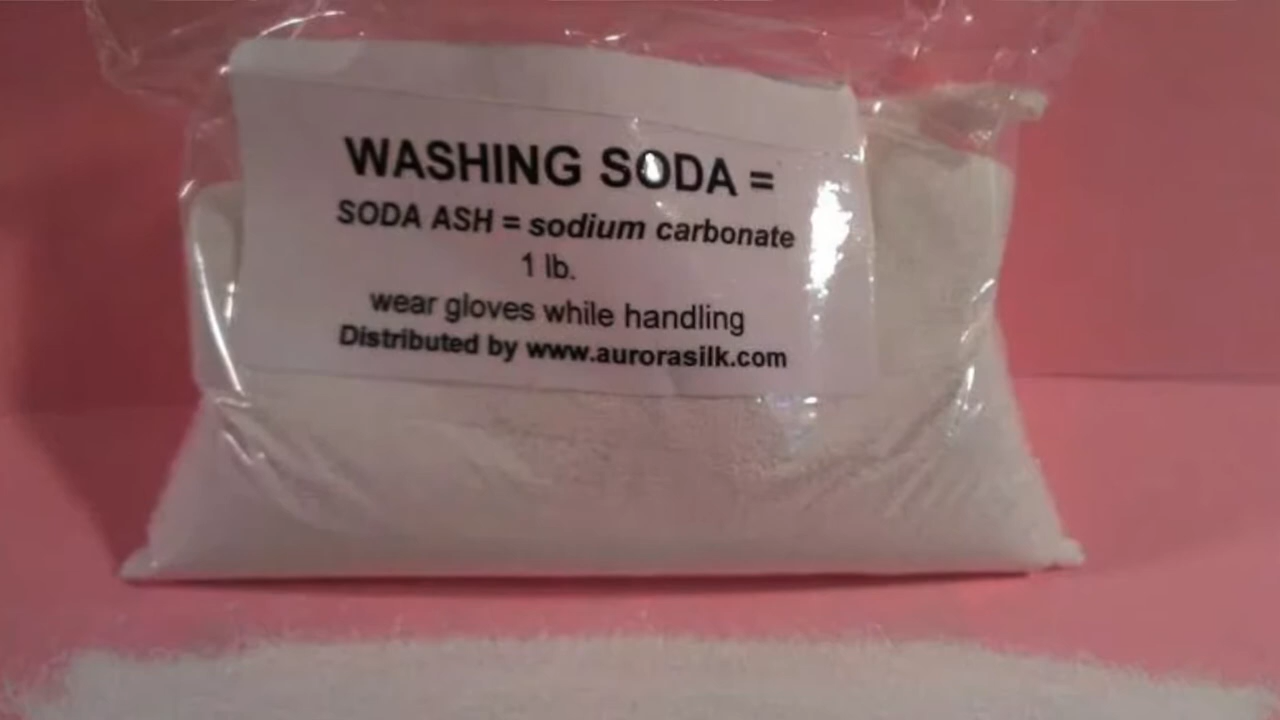 WASHING SODA =
SODA ASH = sodium carbonate
1 lb.
wear gloves while handling
Distributed by www.aurorasilk.com